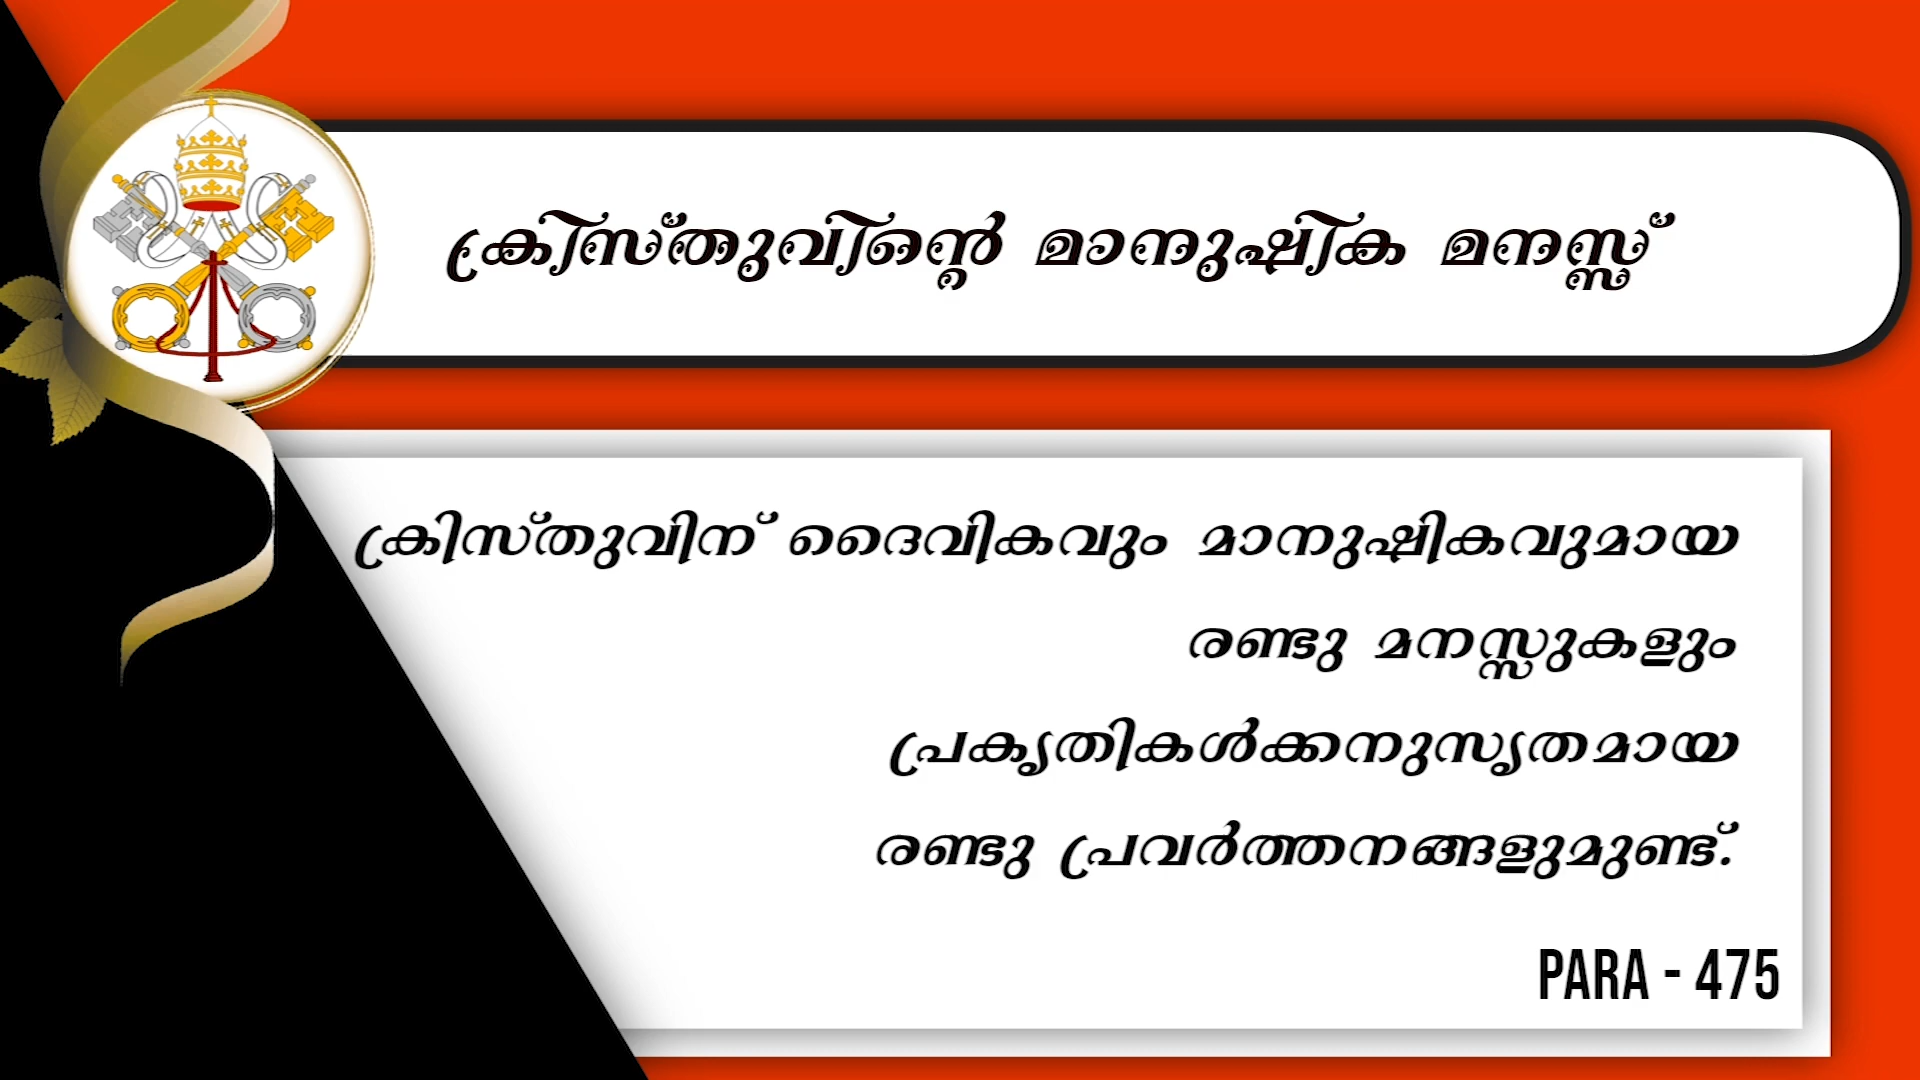 ക്രിസ്തുവിന്റെ മാനുഷിക മനസ്സ്
ക്രിസ്തുവിന് ദൈവികവും മാനുഷികവുമായ
രണ്ടു മനസ്സുകളും
പ്രകൃതികൾക്കനുസൃതമായ
രണ്ടു പ്രവർത്തനങ്ങളുമുണ്ട്.
PARA - 475